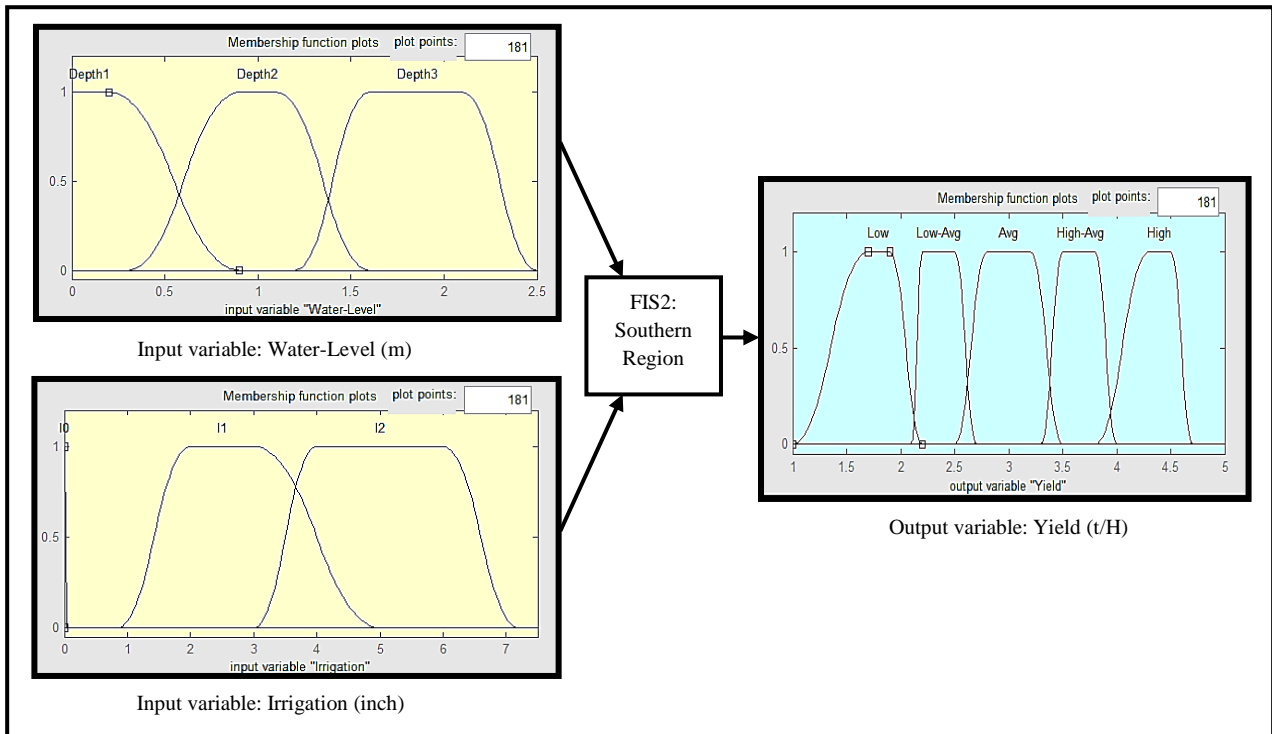 Membership function plots plot points: 181
Depth1 Depth2 Depth3
1
0.5
0
0 0.5 1 1.5 2 2.5
input variable "Water-Level"
Input variable: Water-Level (m)
Membership function plots plot points: 181
I0 I1 I2
1
0.5
0
0 1 2 3 4 5 6 7
input variable "Irrigation"
Input variable: Irrigation (inch)
FIS2:
Southern
Region
Membership function plots plot points: 181
Low Low-Avg Avg High-Avg High
1
0.5
0
1 1.5 2 2.5 3 3.5 4 4.5 5
output variable "Yield"
Output variable: Yield (t/H)